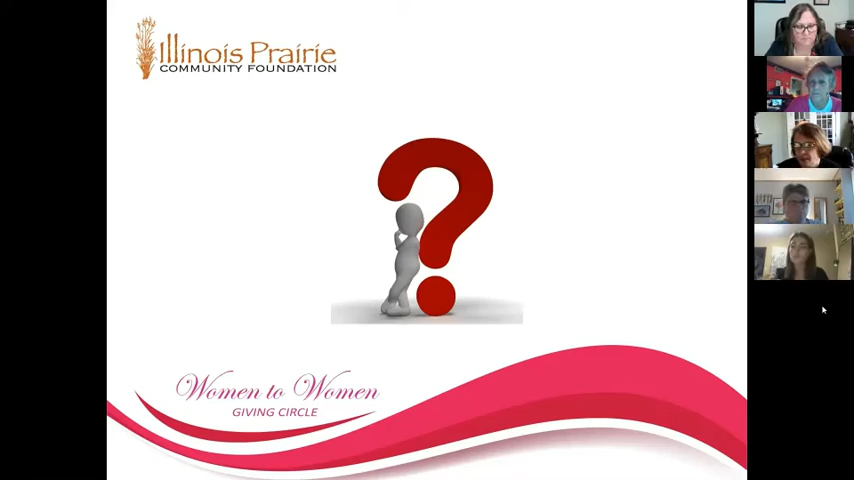 Illinois Prairie
COMMUNITY FOUNDATION
?
Women to Women
GIVING CIRCLE